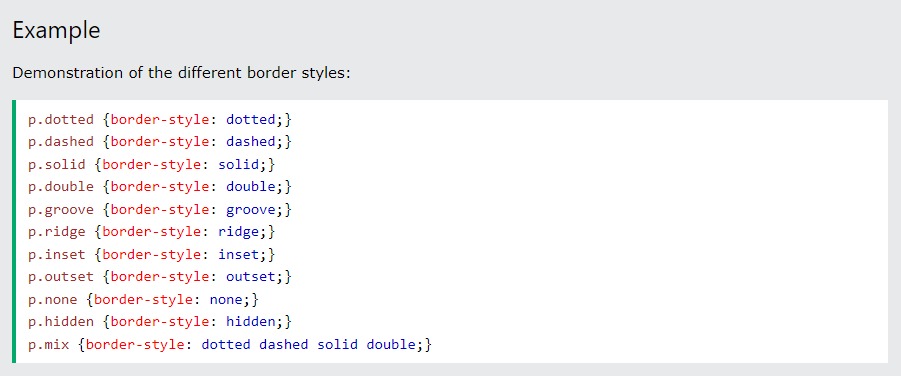 Example
Demonstration of the different border styles:
p.dotted {border-style: dotted;}
p.dashed {border-style: dashed;}
p.solid {border-style: solid;}
p.double {border-style: double;}
p.groove {border-style: groove;}
p.ridge {border-style: ridge;}
p.inset {border-style: inset;}
p.outset {border-style: outset;}
p.none {border-style: none;}
p.hidden {border-style: hidden;}
p.mix {border-style: dotted dashed solid double;}